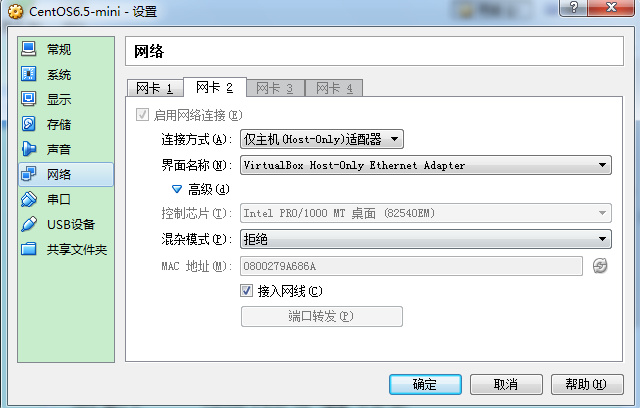 CentOS6.5-mini - 设置
常规
系统
显示
存储
声音
网络
串口
USB设备
共享文件夹
网络
网卡 1 网卡 2 网卡 3 网卡 4
启用网络连接(E)
连接方式(A): 仅主机(Host-Only)适配器
界面名称(N): VirtualBox Host-Only Ethernet Adapter
高级(d)
控制芯片(T): Intel PRO/1000 MT 桌面 (82540EM)
混杂模式(P): 拒绝
MAC 地址(M): 0800279A686A
接入网线(C)
端口转发(P)
确定 取消 帮助(H)